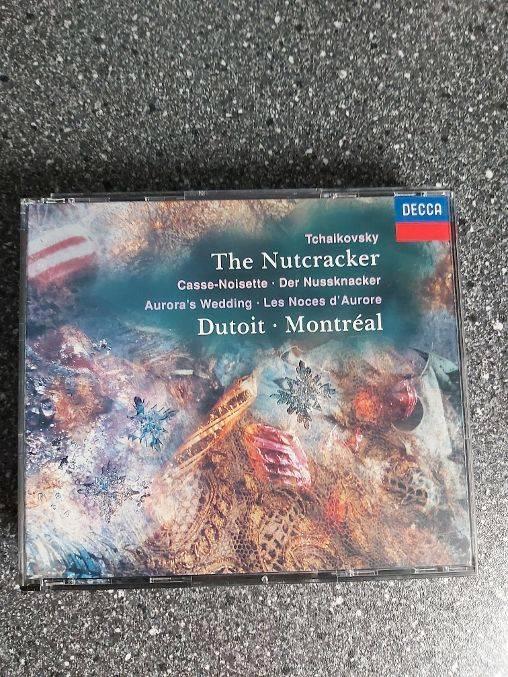 DECCA
Tchaikovsky
The Nutcracker
Casse-Noisette · Der Nussknacker
Aurora's Wedding · Les Noces d'Aurore
Dutoit · Montréal